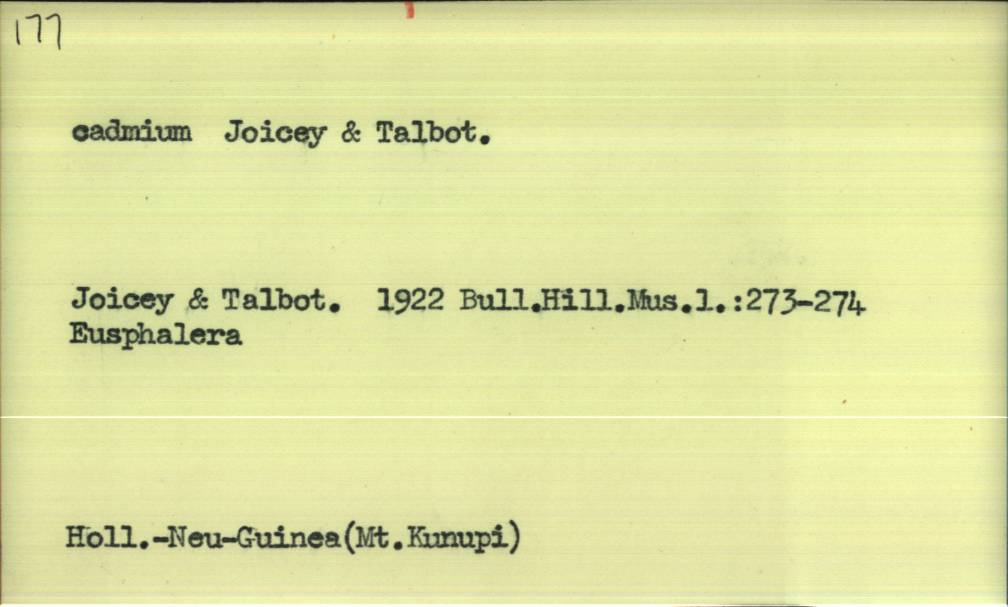 177
cadmium Joicey & Talbot.
Joicey & Talbot. 1922 Bull.Hill.Mus.1.:273-274
Eusphalera
Holl.-Neu-Guinea(Mt.Kunupi)